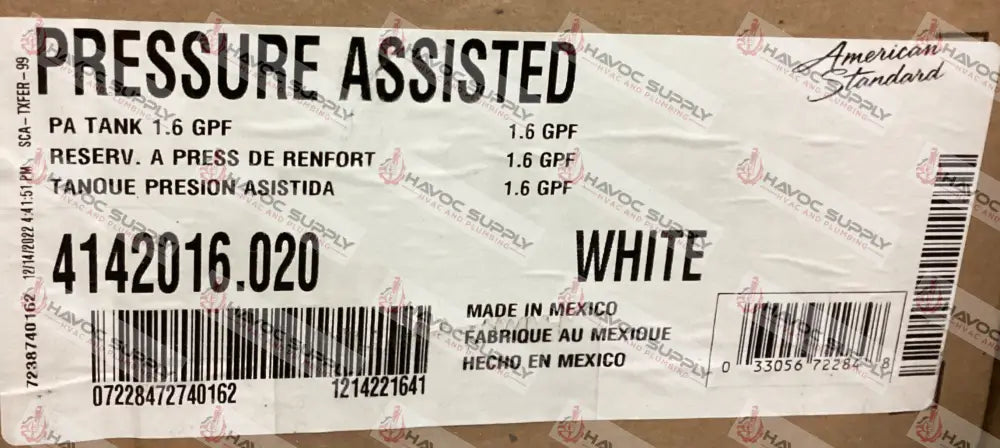 PRESSURE ASSISTED
American Standard
PA TANK 1.6 GPF 1.6 GPF
RESERV. A PRESS DE RENFORT 1.6 GPF
TANQUE PRESION ASISTIDA 1.6 GPF
4142016.020 WHITE
MADE IN MEXICO
FABRIQUE AU MEXIQUE
HECHO EN MEXICO
07228472740162 1214221641
0 33056 72284 8
7238740162 12/14/2022 4:41:51 PM SCA-TXFER-99
HAVOC SUPPLY
HVAC AND PLUMBING